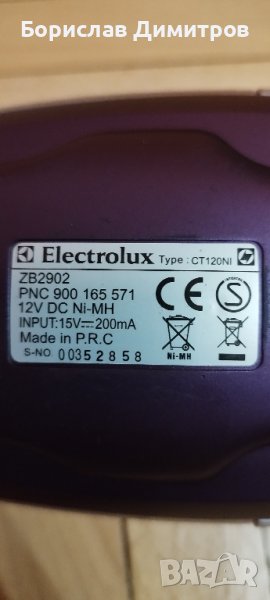 Борислав Димитров
Electrolux Type: CT120NI
ZB2902
PNC 900 165 571
12V DC Ni-MH
INPUT:15V⎓200mA
Made in P.R.C
S-NO 00352858
CE
S
Ni-MH
BAZAR